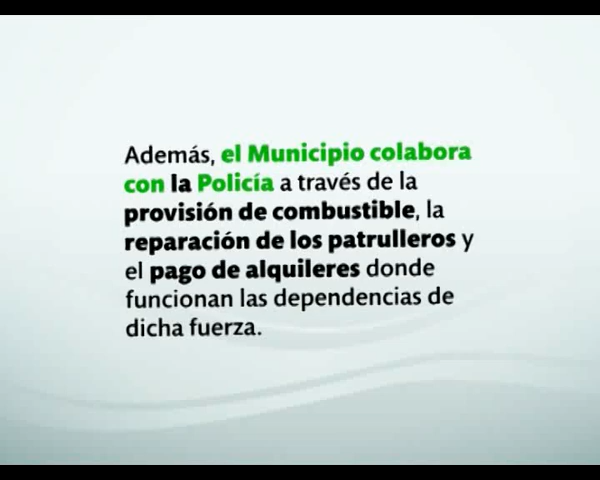 Además, el Municipio colabora
con la Policía a través de la
provisión de combustible, la
reparación de los patrulleros y
el pago de alquileres donde
funcionan las dependencias de
dicha fuerza.